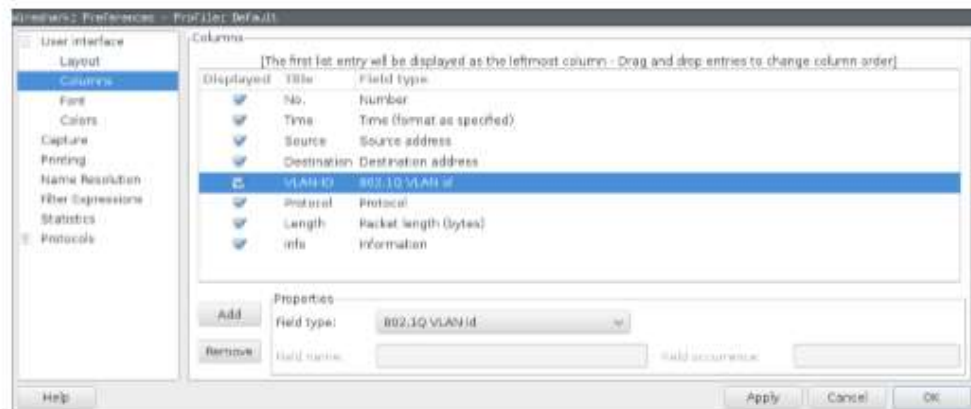 Wireshark: Preferences - Profile: Default
User Interface
Layout
Columns
Font
Colors
Capture
Printing
Name Resolution
Filter Expressions
Statistics
Protocols
Columns
[The first list entry will be displayed as the leftmost column - Drag and drop entries to change column order]
Displayed Title Field type
No. Number
Time Time (format as specified)
Source Source address
Destination Destination address
VLAN-ID 802.1Q VLAN id
Protocol Protocol
Length Packet length (bytes)
Info Information
Properties
Add
Field type: 802.1Q VLAN id
Remove
Field name: Field occurrence:
Help Apply Cancel OK